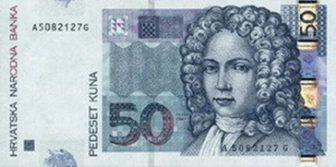 HRVATSKA NARODNA BANKA
A5082127G
50
PEDESET KUNA
50
A5082127G